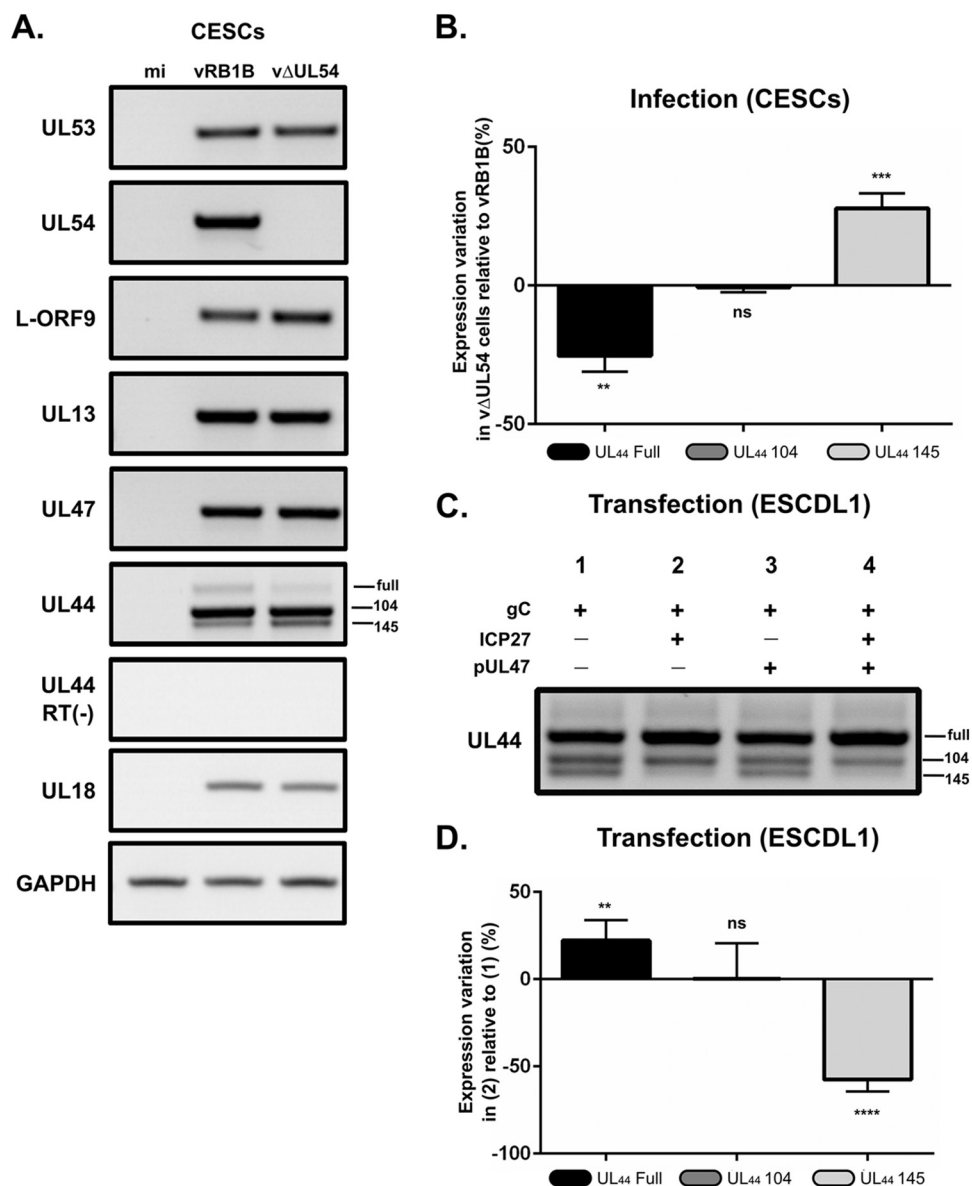 A.
CESCs
mi vRB1B vΔUL54
UL53
UL54
L-ORF9
UL13
UL47
UL44
full
104
145
UL44
RT(-)
UL18
GAPDH
B.
Infection (CESCs)
Expression variation
in vΔUL54 cells relative to vRB1B(%)
50
0
-50
**
ns
***
UL44 Full UL44 104 UL44 145
C.
Transfection (ESCDL1)
1 2 3 4
gC + + + +
ICP27 — + — +
pUL47 — — + +
UL44
full
104
145
D.
Transfection (ESCDL1)
Expression variation
in (2) relative to (1) (%)
50
0
-50
-100
**
ns
****
UL44 Full UL44 104 UL44 145